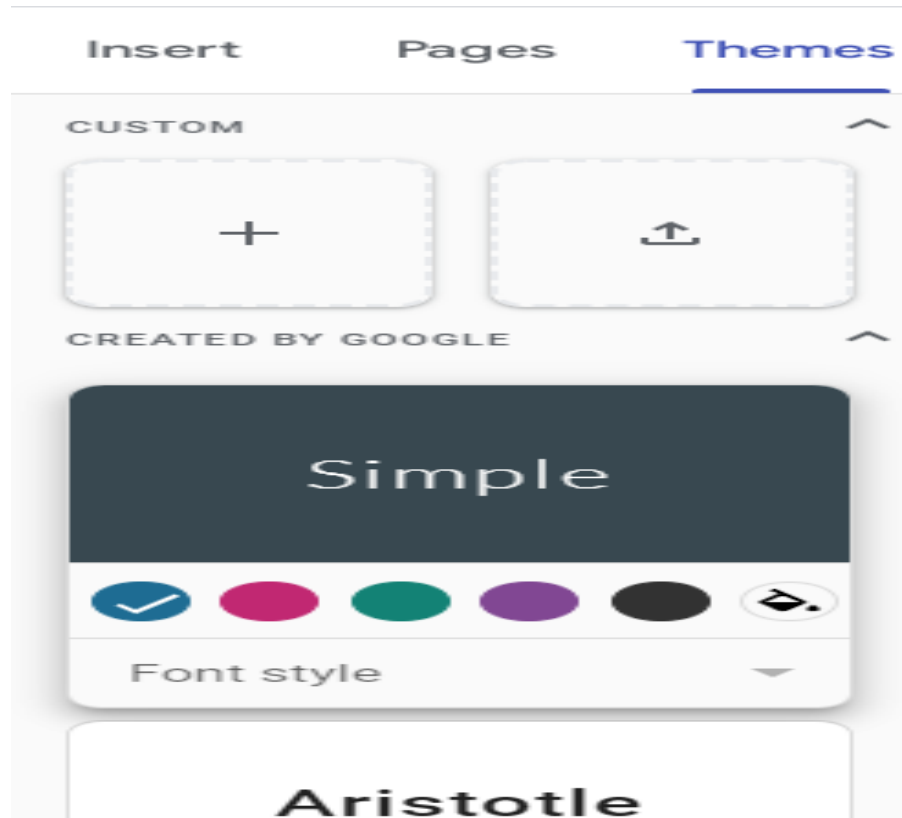 Insert Pages Themes
CUSTOM
CREATED BY GOOGLE
Simple
Font style
Aristotle